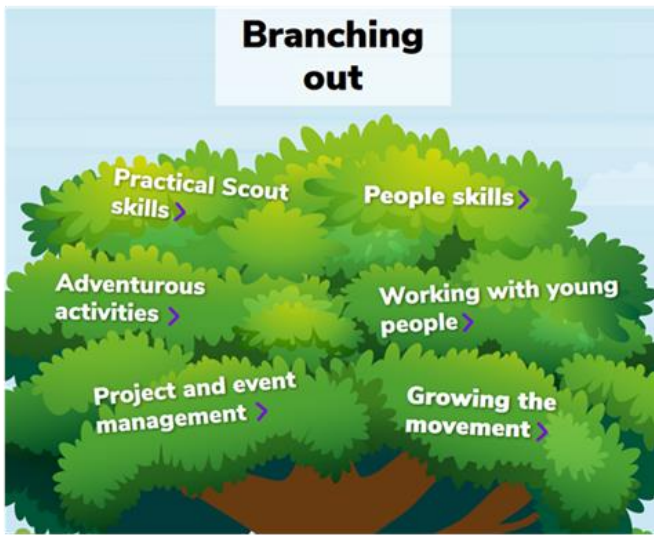 Branching
out
Practical Scout
skills
People skills
Adventurous
activities
Working with young
people
Project and event
management
Growing the
movement